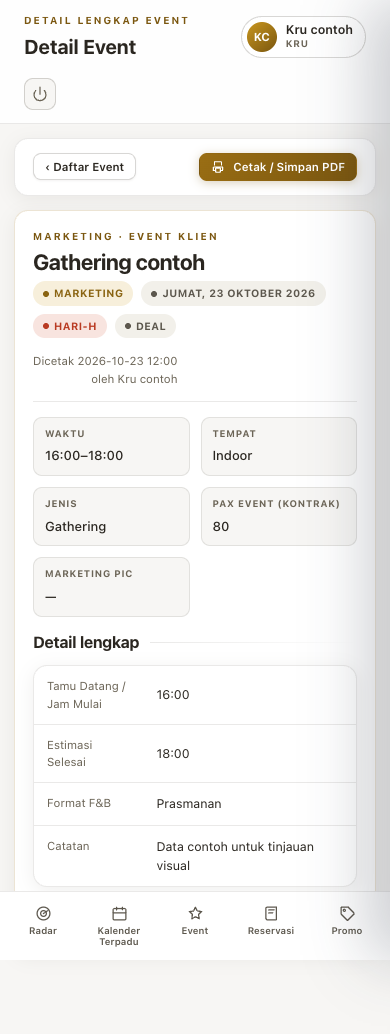 DETAIL LENGKAP EVENT
Detail Event
KC
Kru contoh
KRU
‹ Daftar Event
Cetak / Simpan PDF
MARKETING · EVENT KLIEN
Gathering contoh
MARKETING
JUMAT, 23 OKTOBER 2026
HARI-H
DEAL
Dicetak 2026-10-23 12:00
oleh Kru contoh
WAKTU
16:00–18:00
TEMPAT
Indoor
JENIS
Gathering
PAX EVENT (KONTRAK)
80
MARKETING PIC
—
Detail lengkap
Tamu Datang /
Jam Mulai
16:00
Estimasi
Selesai
18:00
Format F&B
Prasmanan
Catatan
Data contoh untuk tinjauan
visual
Radar
Kalender
Terpadu
Event
Reservasi
Promo